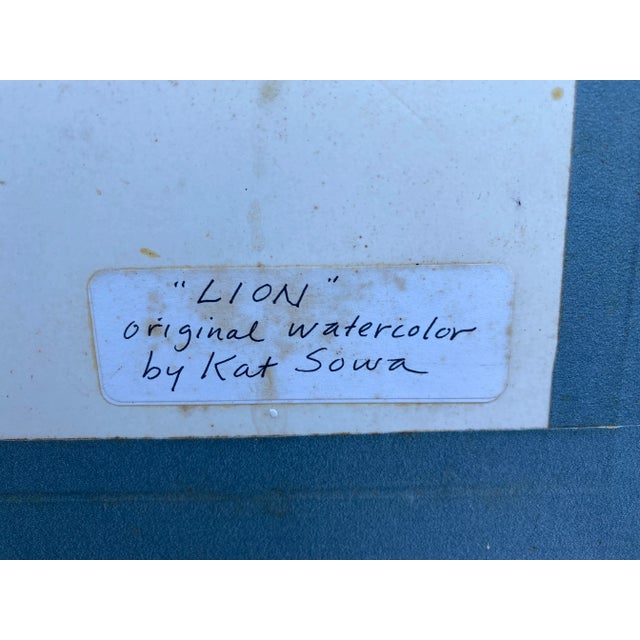 "LION"
original watercolor
by Kat Sowa